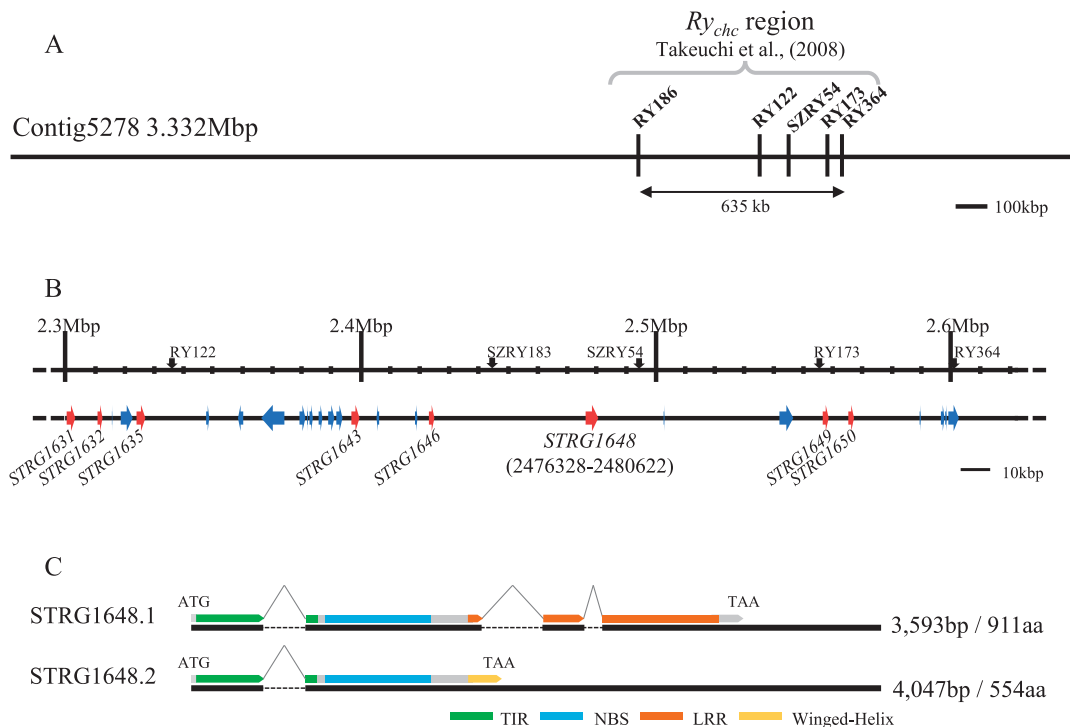 A
Ry_chc region
Takeuchi et al., (2008)
RY186
RY122
SZRY54
RY173
RY364
Contig5278 3.332Mbp
635 kb
100kbp
B
2.3Mbp
2.4Mbp
2.5Mbp
2.6Mbp
RY122
SZRY183
SZRY54
RY173
RY364
STRG1631
STRG1632
STRG1635
STRG1643
STRG1646
STRG1648
(2476328-2480622)
STRG1649
STRG1650
10kbp
C
STRG1648.1
ATG
TAA
3,593bp / 911aa
STRG1648.2
ATG
TAA
4,047bp / 554aa
TIR
NBS
LRR
Winged-Helix